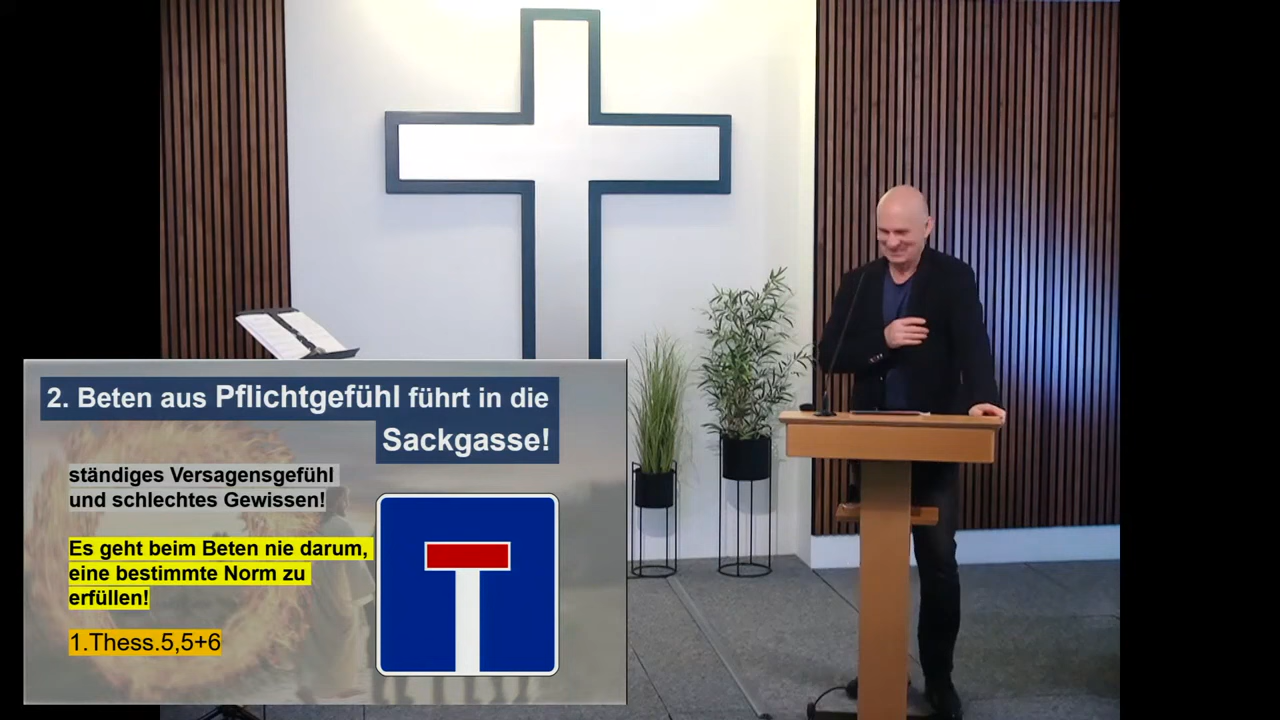 2. Beten aus Pflichtgefühl führt in die
Sackgasse!
ständiges Versagensgefühl
und schlechtes Gewissen!
Es geht beim Beten nie darum,
eine bestimmte Norm zu
erfüllen!
1.Thess.5,5+6